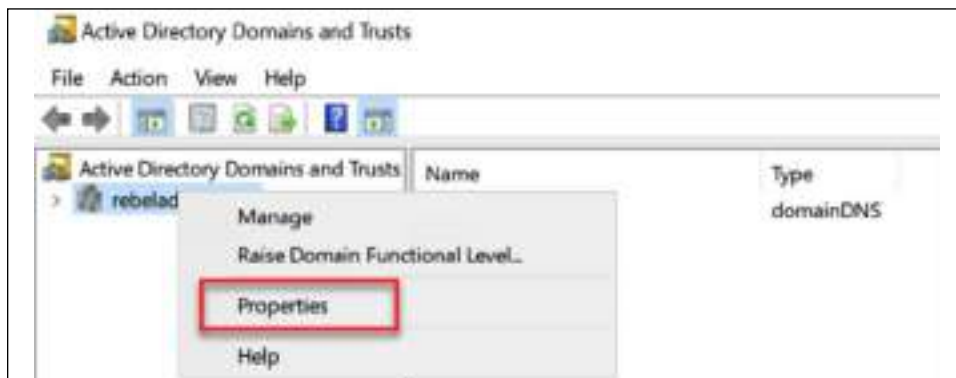 Active Directory Domains and Trusts
File Action View Help
Active Directory Domains and Trusts Name Type
rebelad domainDNS
Manage
Raise Domain Functional Level...
Properties
Help